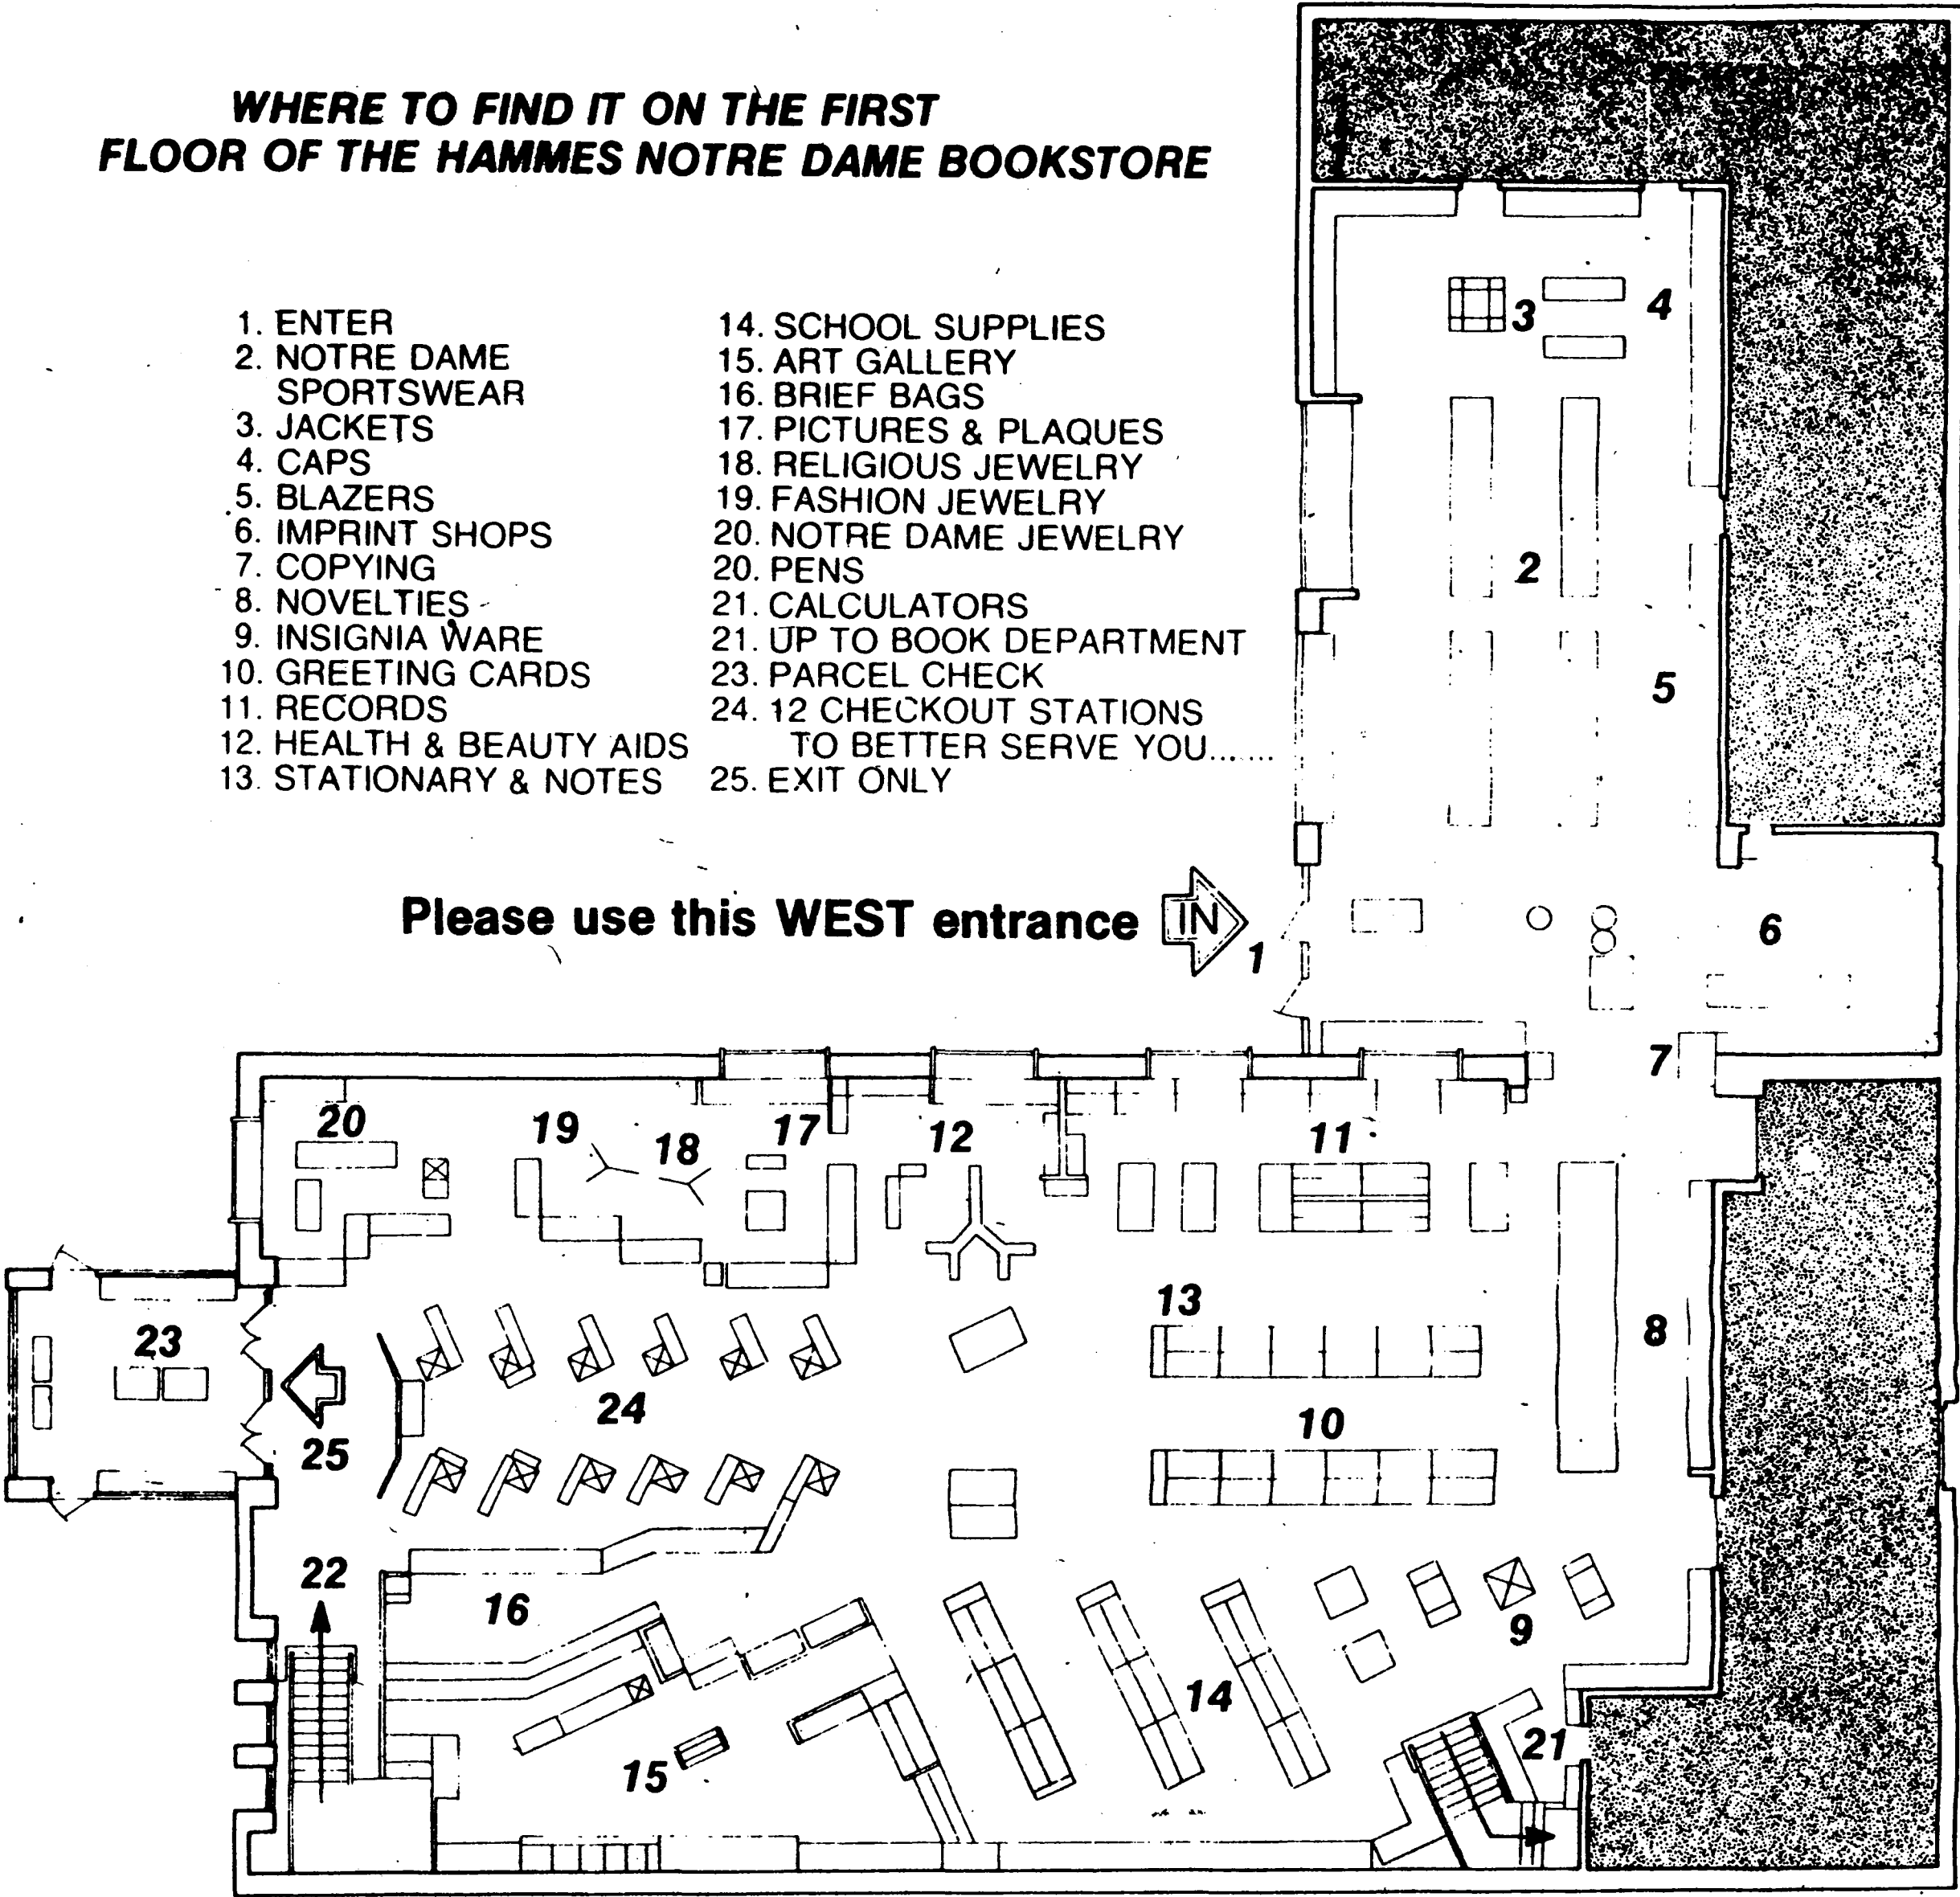 WHERE TO FIND IT ON THE FIRST
FLOOR OF THE HAMMES NOTRE DAME BOOKSTORE
1. ENTER
2. NOTRE DAME
SPORTSWEAR
3. JACKETS
4. CAPS
5. BLAZERS
6. IMPRINT SHOPS
7. COPYING
8. NOVELTIES
9. INSIGNIA WARE
10. GREETING CARDS
11. RECORDS
12. HEALTH & BEAUTY AIDS
13. STATIONARY & NOTES
14. SCHOOL SUPPLIES
15. ART GALLERY
16. BRIEF BAGS
17. PICTURES & PLAQUES
18. RELIGIOUS JEWELRY
19. FASHION JEWELRY
20. NOTRE DAME JEWELRY
20. PENS
21. CALCULATORS
21. UP TO BOOK DEPARTMENT
23. PARCEL CHECK
24. 12 CHECKOUT STATIONS
TO BETTER SERVE YOU.......
25. EXIT ONLY
3
4
2
5
Please use this WEST entrance IN
1
6
7
20
19
18
17
12
11
13
8
23
24
10
25
22
16
9
14
15
21